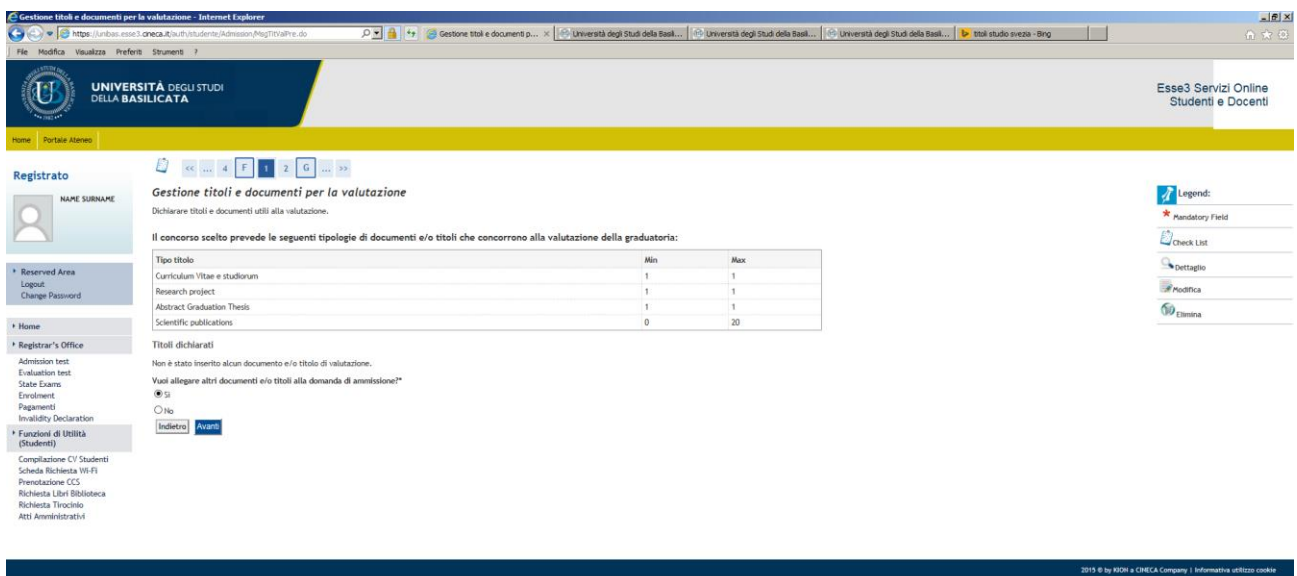 Gestione titoli e documenti per la valutazione - Internet Explorer
https://unibas.esse3.cineca.it/auth/studente/Admission/MsgTitValPre.do
Gestione titoli e documenti p... Università degli Studi della Basil... Università degli Studi della Basil... Università degli Studi della Basil... titoli studio svezia - Bing
File Modifica Visualizza Preferiti Strumenti ?
UNIVERSITÀ DEGLI STUDI
DELLA BASILICATA
Esse3 Servizi Online
Studenti e Docenti
Home Portale Ateneo
<< ... 4 F 1 2 G ... >>
Registrato
NAME SURNAME
Reserved Area
Logout
Change Password
Home
Registrar's Office
Admission test
Evaluation test
State Exams
Enrolment
Pagamenti
Invalidity Declaration
Funzioni di Utilità
(Studenti)
Compilazione CV Studenti
Scheda Richiesta Wi-Fi
Prenotazione CCS
Richiesta Libri Biblioteca
Richiesta Tirocinio
Atti Amministrativi
Gestione titoli e documenti per la valutazione
Dichiarare titoli e documenti utili alla valutazione.
Il concorso scelto prevede le seguenti tipologie di documenti e/o titoli che concorrono alla valutazione della graduatoria:
Tipo titolo Min Max
Curriculum Vitae e studiorum 1 1
Research project 1 1
Abstract Graduation Thesis 1 1
Scientific publications 0 20
Titoli dichiarati
Non è stato inserito alcun documento e/o titolo di valutazione.
Vuoi allegare altri documenti e/o titoli alla domanda di ammissione?*
Si
No
Indietro Avanti
Legend:
Mandatory Field
Check List
Dettaglio
Modifica
Elimina
2015 © by KION a CINECA Company | Informativa utilizzo cookie